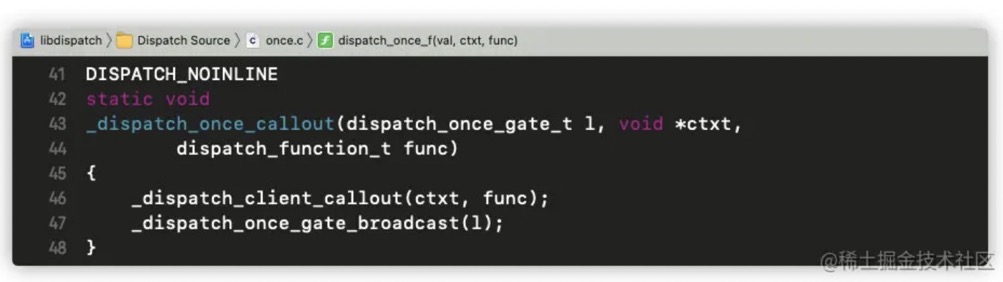 libdispatch › Dispatch Source › c once.c › f dispatch_once_f(val, ctxt, func)
41 DISPATCH_NOINLINE
42 static void
43 _dispatch_once_callout(dispatch_once_gate_t l, void *ctxt,
44         dispatch_function_t func)
45 {
46     _dispatch_client_callout(ctxt, func);
47     _dispatch_once_gate_broadcast(l);
48 }
@稀土掘金技术社区